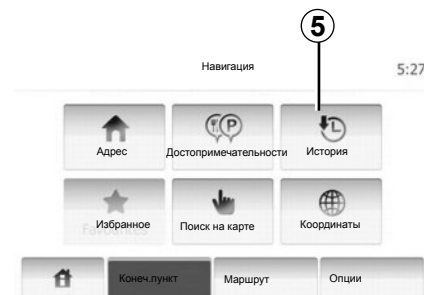 5
Навигация 5:27
Адрес Достопримечательности История
Избранное Поиск на карте Координаты
Конеч.пункт Маршрут Опции